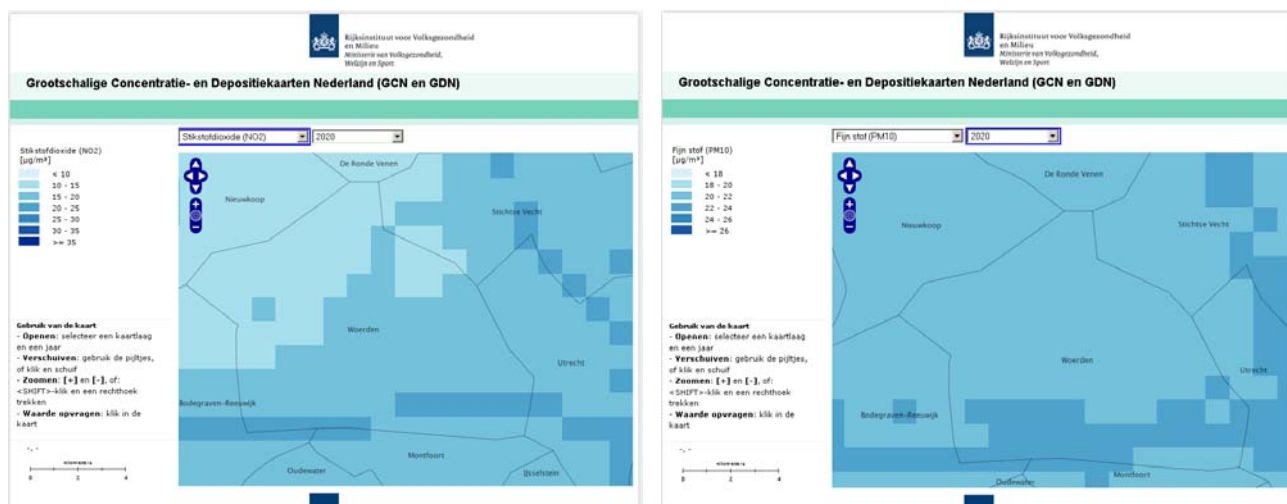 Rijksinstituut voor Volksgezondheid
en Milieu
Ministerie van Volksgezondheid,
Welzijn en Sport
Grootschalige Concentratie- en Depositiekaarten Nederland (GCN en GDN)
Stikstofdioxide (NO2)
2020
Stikstofdioxide (NO2)
[µg/m³]
< 10
10 - 15
15 - 20
20 - 25
25 - 30
30 - 35
>= 35
De Ronde Venen
Nieuwkoop
Stichtse Vecht
Woerden
Utrecht
Bodegraven-Reeuwijk
Montfoort
Oudewater
IJsselstein
Gebruik van de kaart
- Openen: selecteer een kaartlaag
en een jaar
- Verschuiven: gebruik de pijltjes,
of klik en schuif
- Zoomen: [+] en [-], of:
<SHIFT>-klik en een rechthoek
trekken
- Waarde opvragen: klik in de
kaart
-, -
0 2 4
Rijksinstituut voor Volksgezondheid
en Milieu
Ministerie van Volksgezondheid,
Welzijn en Sport
Grootschalige Concentratie- en Depositiekaarten Nederland (GCN en GDN)
Fijn stof (PM10)
2020
Fijn stof (PM10)
[µg/m³]
< 18
18 - 20
20 - 22
22 - 24
24 - 26
>= 26
De Ronde Venen
Nieuwkoop
Stichtse Vecht
Woerden
Utrecht
Bodegraven-Reeuwijk
Montfoort
Oudewater
Gebruik van de kaart
- Openen: selecteer een kaartlaag
en een jaar
- Verschuiven: gebruik de pijltjes,
of klik en schuif
- Zoomen: [+] en [-], of:
<SHIFT>-klik en een rechthoek
trekken
- Waarde opvragen: klik in de
kaart
-, -
0 2 4